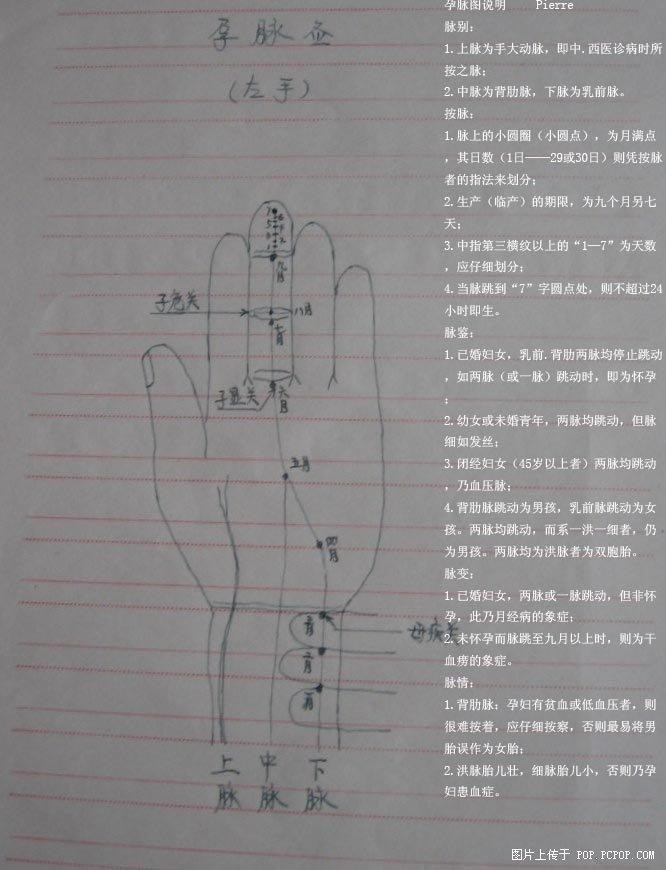 孕脉图说明 Pierre
脉别：
1.上脉为手大动脉，即中.西医诊病时所
按之脉；
2.中脉为背肋脉，下脉为乳前脉。
按脉：
1.脉上的小圆圈（小圆点），为月满点
，其日数（1日——29或30日）则凭按脉
者的指法来划分；
2.生产（临产）的期限，为九个月另七
天；
3.中指第三横纹以上的“1—7”为天数
，应仔细划分；
4.当脉跳到“7”字圆点处，则不超过24
小时即生。
脉鉴：
1.已婚妇女，乳前.背肋两脉均停止跳动
，如两脉（或一脉）跳动时，即为怀孕
；
2.幼女或未婚青年，两脉均跳动，但脉
细如发丝；
3.闭经妇女（45岁以上者）两脉均跳动
，乃血压脉；
4.背肋脉跳动为男孩，乳前脉跳动为女
孩。两脉均跳动，而系一洪一细者，仍
为男孩。两脉均为洪脉者为双胞胎。
脉变：
1.已婚妇女，两脉或一脉跳动，但非怀
孕，此乃月经病的象症；
2.未怀孕而脉跳至九月以上时，则为干
血痨的象症。
脉情：
1.背肋脉：孕妇有贫血或低血压者，则
很难按着，应仔细按察，否则最易将男
胎误作为女胎；
2.洪脉胎儿壮，细脉胎儿小，否则乃孕
妇患血症。
孕脉
（左手）
九月
子危关
八月
七月
子显关
六月
五月
四月
母疾关
三月
二月
一月
上脉
中脉
下脉
图片上传于 POP.PCPOP.COM